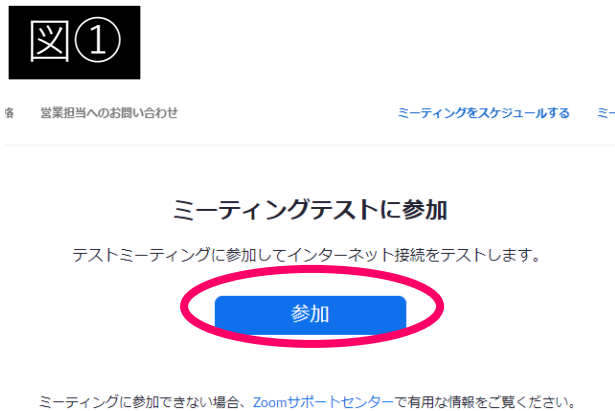 図①
格 営業担当へのお問い合わせ ミーティングをスケジュールする ミー
ミーティングテストに参加
テストミーティングに参加してインターネット接続をテストします。
参加
ミーティングに参加できない場合、Zoomサポートセンターで有用な情報をご覧ください。